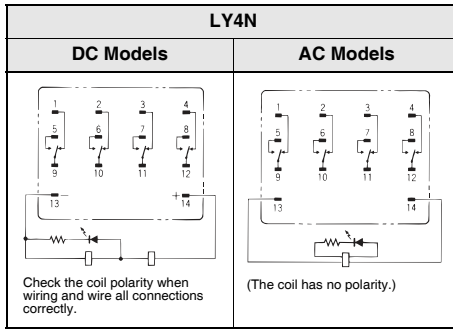 LY4N
DC Models
AC Models
1 2 3 4
5 6 7 8
9 10 11 12
13 − + 14
Check the coil polarity when
wiring and wire all connections
correctly.
1 2 3 4
5 6 7 8
9 10 11 12
13 14
(The coil has no polarity.)